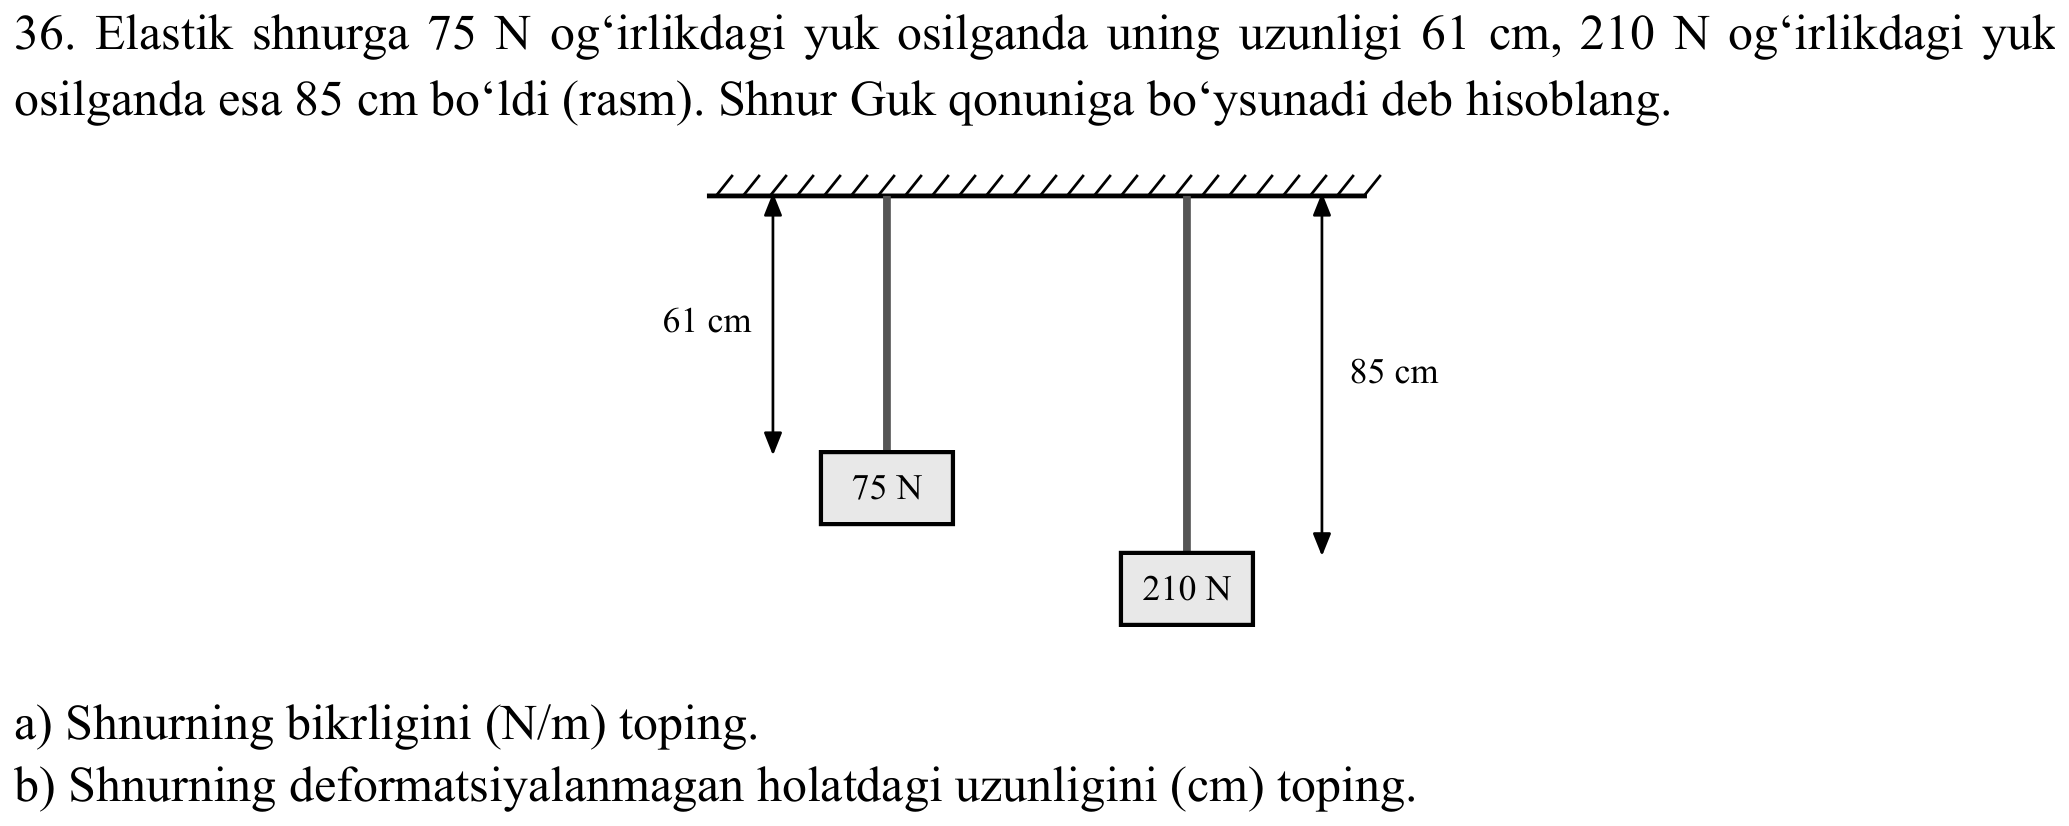 36. Elastik shnurga 75 N og‘irlikdagi yuk osilganda uning uzunligi 61 cm, 210 N og‘irlikdagi yuk
osilganda esa 85 cm bo‘ldi (rasm). Shnur Guk qonuniga bo‘ysunadi deb hisoblang.
61 cm
85 cm
75 N
210 N
a) Shnurning bikrligini (N/m) toping.
b) Shnurning deformatsiyalanmagan holatdagi uzunligini (cm) toping.